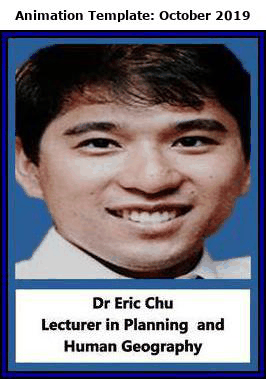 Animation Template: October 2019
Dr Eric Chu
Lecturer in Planning and
Human Geography